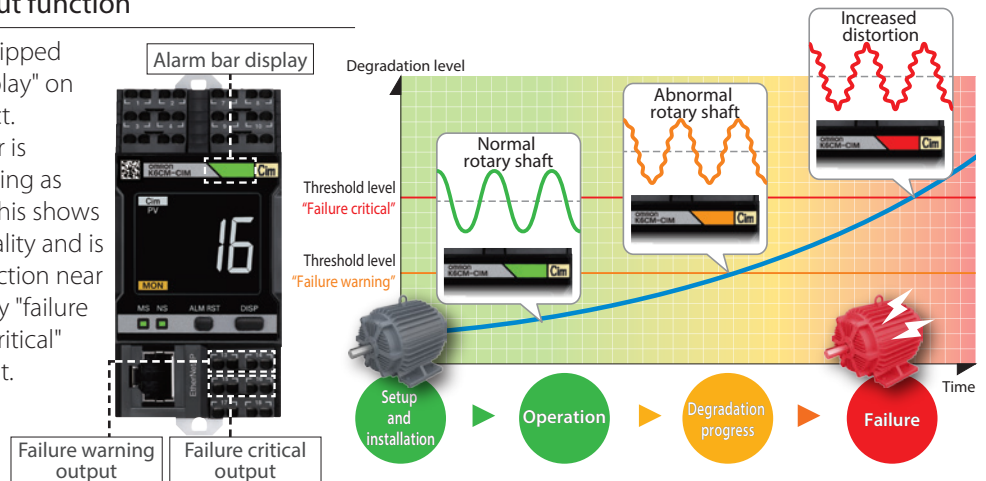 ut function
ipped
lay" on
ct.
r is
ing as
his shows
ality and is
ction near
y "failure
ritical"
t.
Alarm bar display
OMRON
K6CM-CIM
Cim
Cim
PV
16
MON
MS NS ALM RST DISP
EtherNet/IP
Failure warning
output
Failure critical
output
Degradation level
Threshold level
"Failure critical"
Threshold level
"Failure warning"
Normal
rotary shaft
OMRON
K6CM-CIM
Cim
Abnormal
rotary shaft
OMRON
K6CM-CIM
Cim
Increased
distortion
OMRON
K6CM-CIM
Cim
Time
Setup
and
installation
Operation
Degradation
progress
Failure